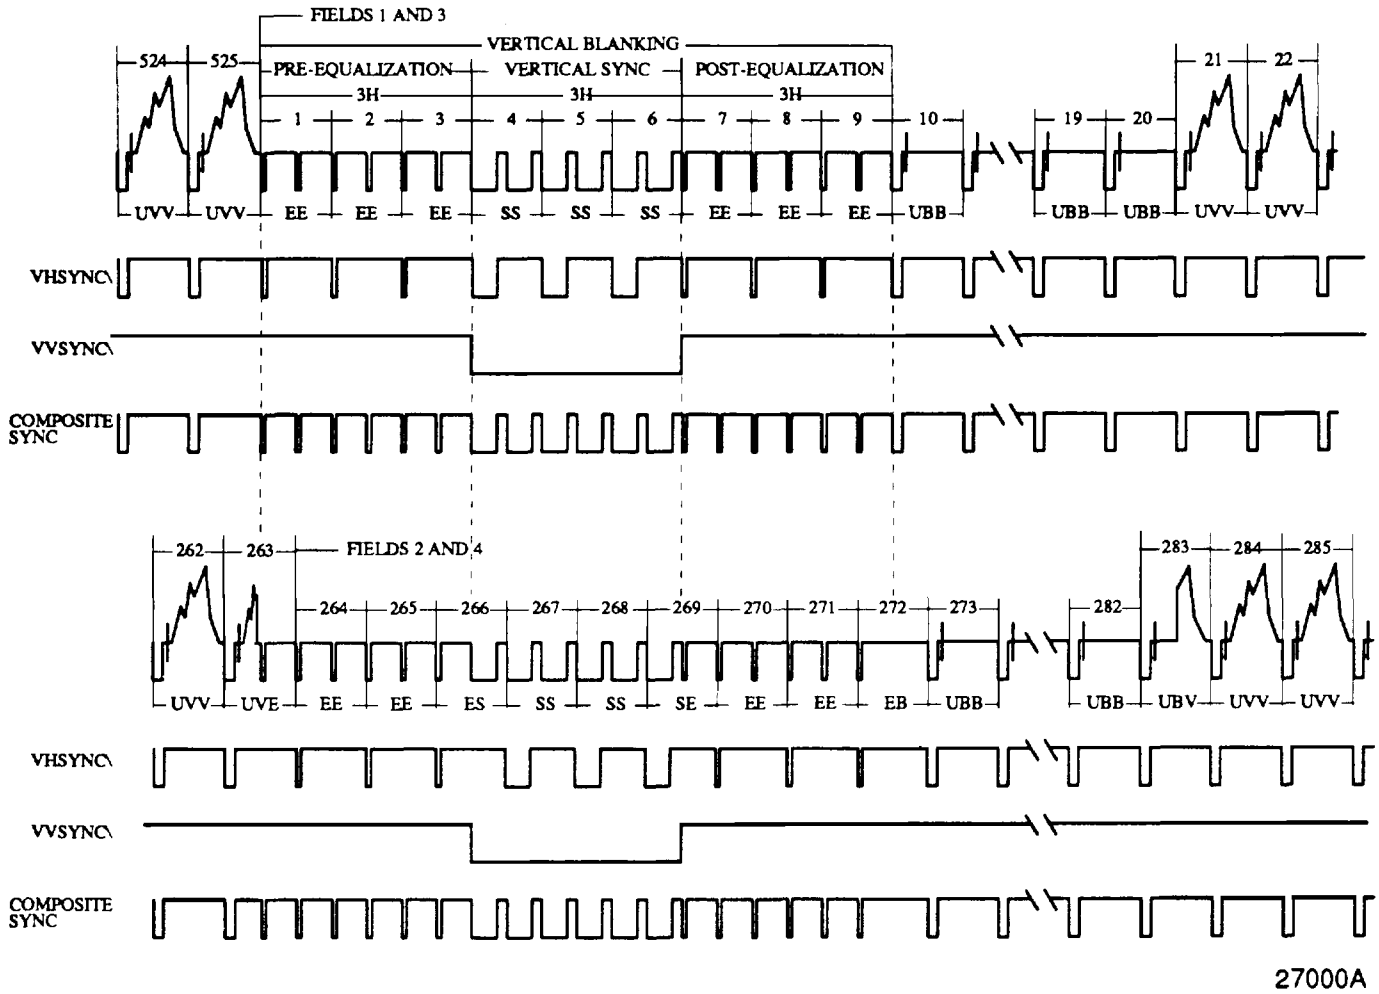 FIELDS 1 AND 3
VERTICAL BLANKING
524 525 PRE-EQUALIZATION VERTICAL SYNC POST-EQUALIZATION 21 22
3H 3H 3H
1 2 3 4 5 6 7 8 9 10 19 20
UVV UVV EE EE EE SS SS SS EE EE EE UBB UBB UBB UVV UVV
VHSYNC\
VVSYNC\
COMPOSITE
SYNC
262 263 FIELDS 2 AND 4 283 284 285
264 265 266 267 268 269 270 271 272 273 282
UVV UVE EE EE ES SS SS SE EE EE EB UBB UBB UBV UVV UVV
VHSYNC\
VVSYNC\
COMPOSITE
SYNC
27000A